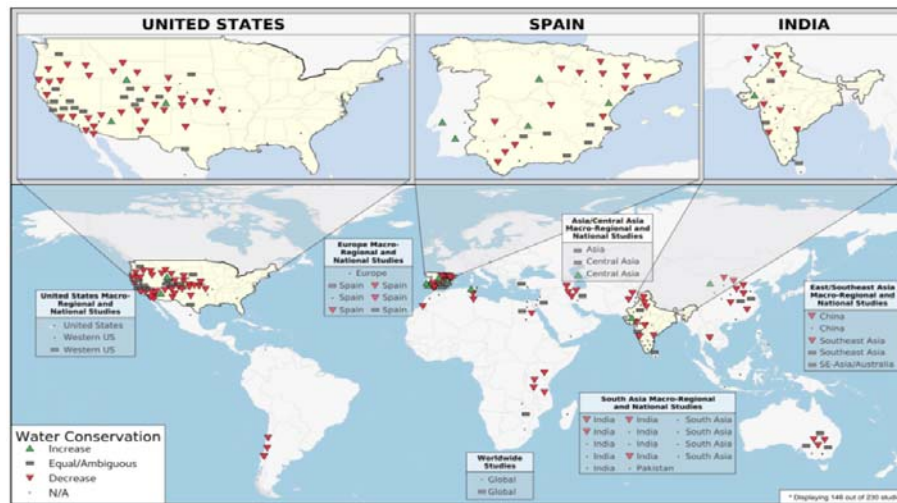 UNITED STATES
SPAIN
INDIA
Asia/Central Asia
Macro-Regional and
National Studies
Asia
Central Asia
Central Asia
Europe Macro-
Regional and
National Studies
Europe
Spain Spain
Spain Spain
Spain Spain
United States Macro-
Regional and
National Studies
United States
Western US
Western US
East/Southeast Asia
Macro-Regional and
National Studies
China
China
Southeast Asia
Southeast Asia
SE-Asia/Australia
South Asia Macro-Regional
and National Studies
India India South Asia
India India South Asia
India India South Asia
India India South Asia
India Pakistan
Worldwide
Studies
Global
Global
Water Conservation
Increase
Equal/Ambiguous
Decrease
N/A
* Displaying 146 out of 230